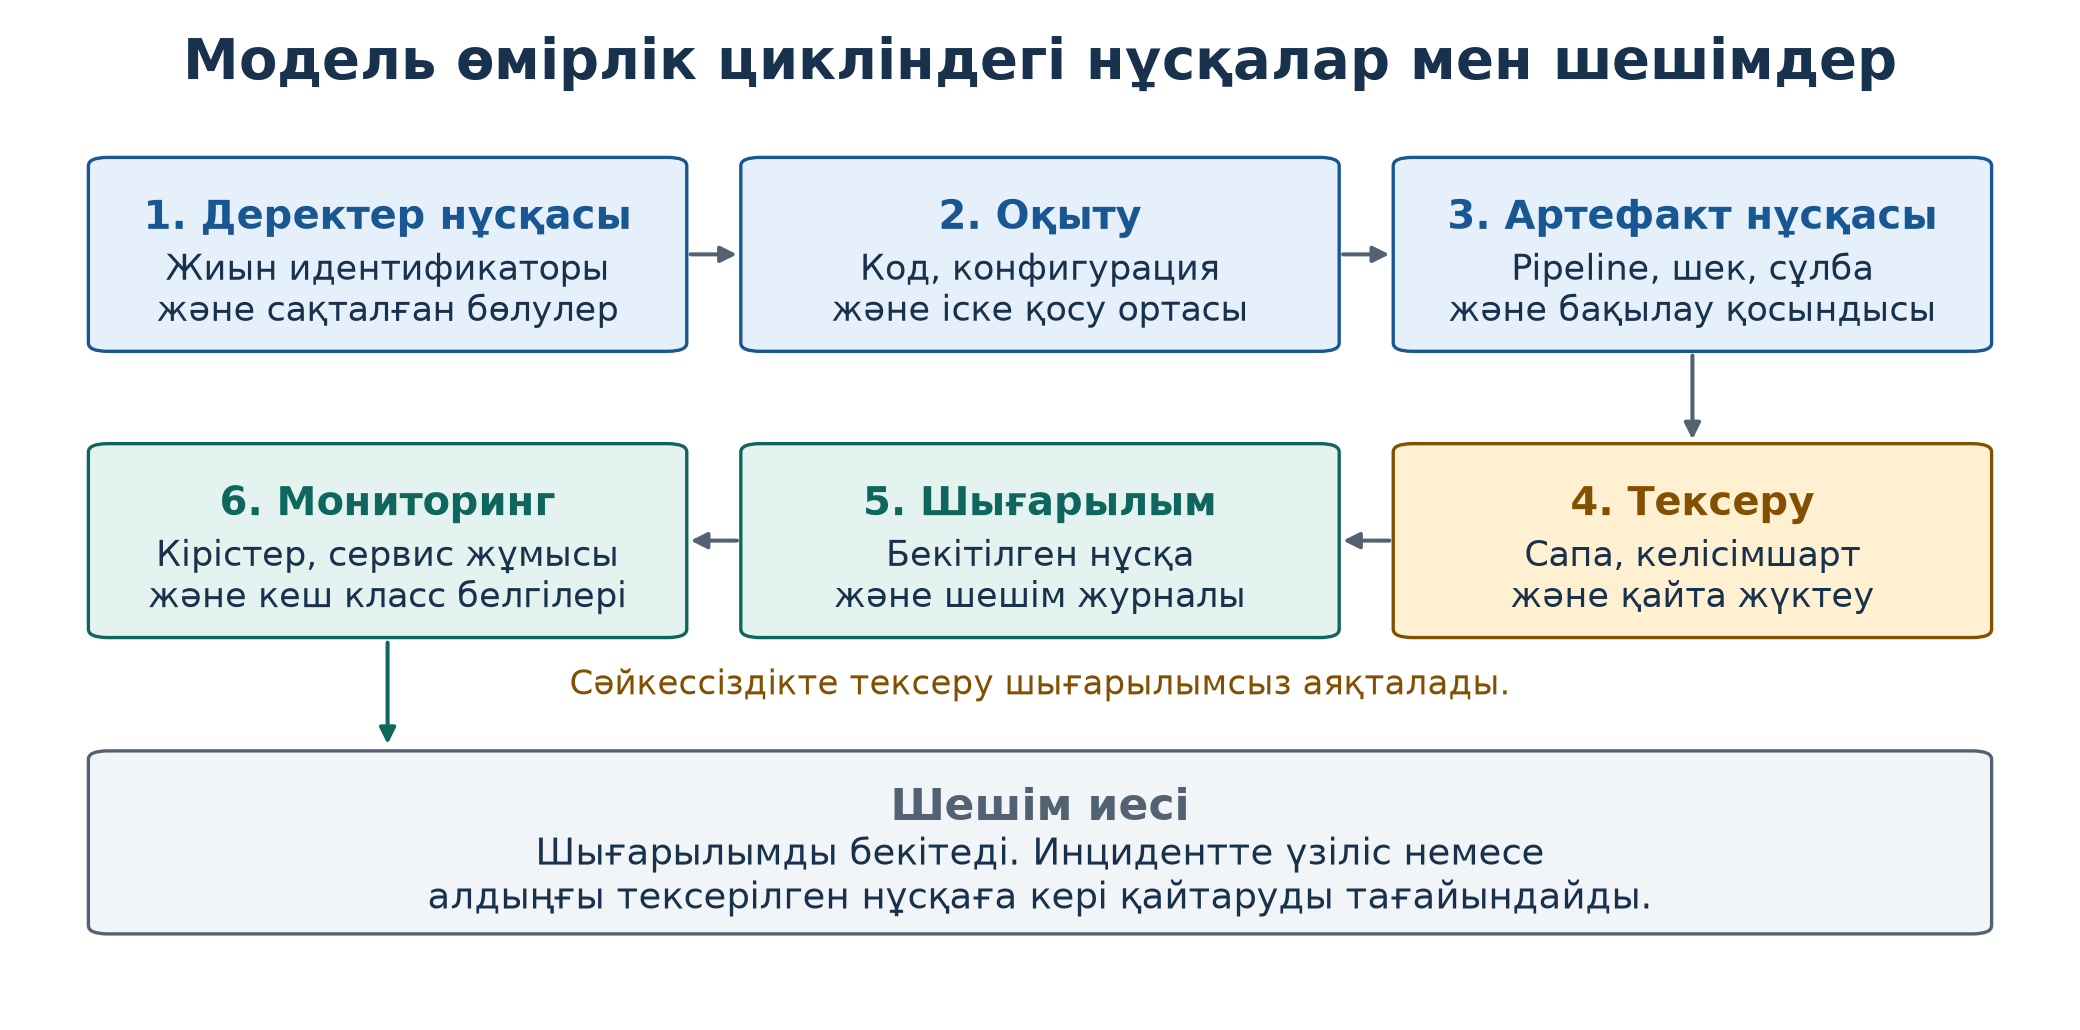 Модель өмірлік цикліндегі нұсқалар мен шешімдер
1. Деректер нұсқасы
Жиын идентификаторы
және сақталған бөлулер
2. Оқыту
Код, конфигурация
және іске қосу ортасы
3. Артефакт нұсқасы
Pipeline, шек, сұлба
және бақылау қосындысы
4. Тексеру
Сапа, келісімшарт
және қайта жүктеу
5. Шығарылым
Бекітілген нұсқа
және шешім журналы
6. Мониторинг
Кірістер, сервис жұмысы
және кеш класс белгілері
Сәйкессіздікте тексеру шығарылымсыз аяқталады.
Шешім иесі
Шығарылымды бекітеді. Инцидентте үзіліс немесе
алдыңғы тексерілген нұсқаға кері қайтаруды тағайындайды.